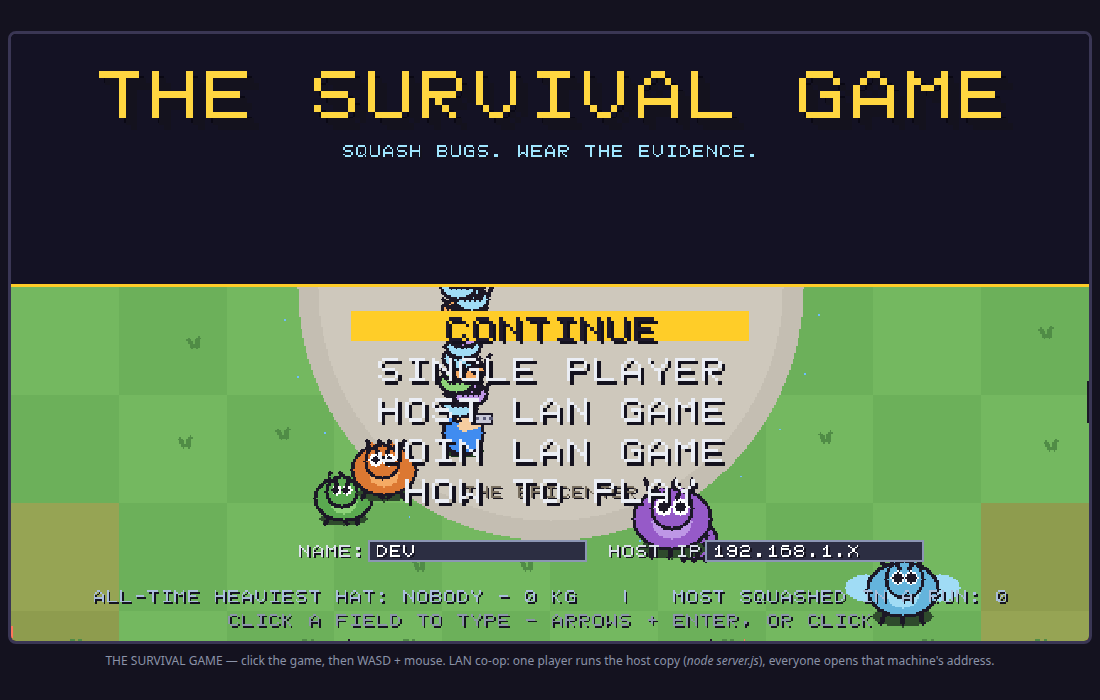 THE SURVIVAL GAME
SQUASH BUGS. WEAR THE EVIDENCE.
CONTINUE
SINGLE PLAYER
HOST LAN GAME
JOIN LAN GAME
HOW TO PLAY
THE EPICENTER
NAME: DEV HOST IP 192.168.1.X
ALL-TIME HEAVIEST HAT: NOBODY - 0 KG | MOST SQUASHED IN A RUN: 0
CLICK A FIELD TO TYPE - ARROWS + ENTER, OR CLICK
THE SURVIVAL GAME — click the game, then WASD + mouse. LAN co-op: one player runs the host copy (node server.js), everyone opens that machine's address.